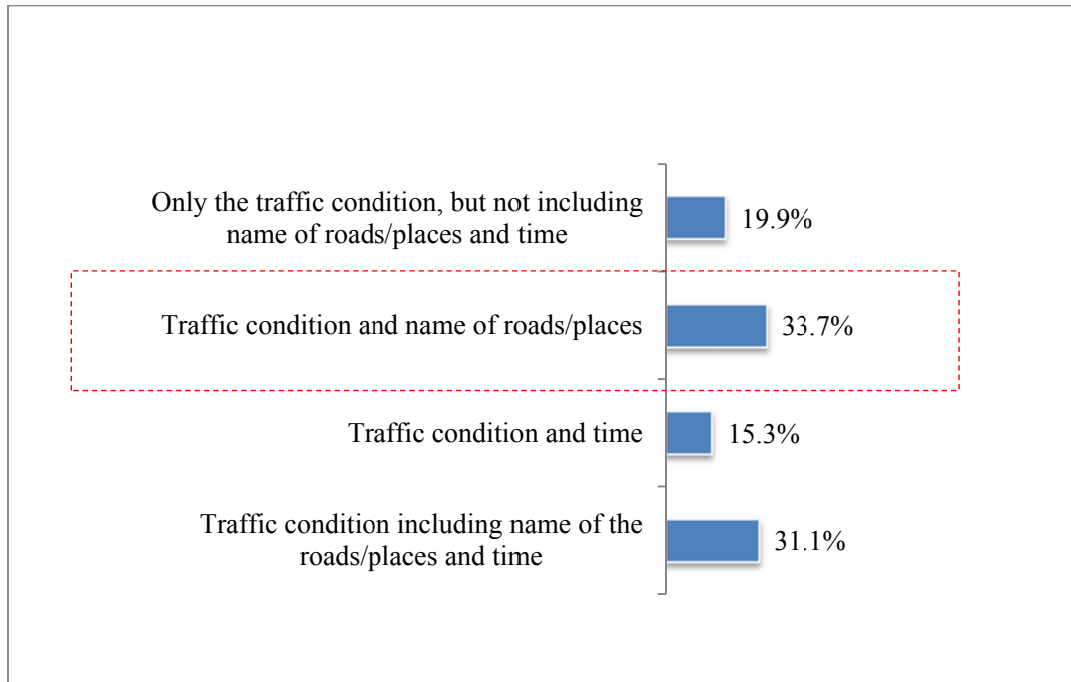 Only the traffic condition, but not including
name of roads/places and time
19.9%
Traffic condition and name of roads/places
33.7%
Traffic condition and time
15.3%
Traffic condition including name of the
roads/places and time
31.1%